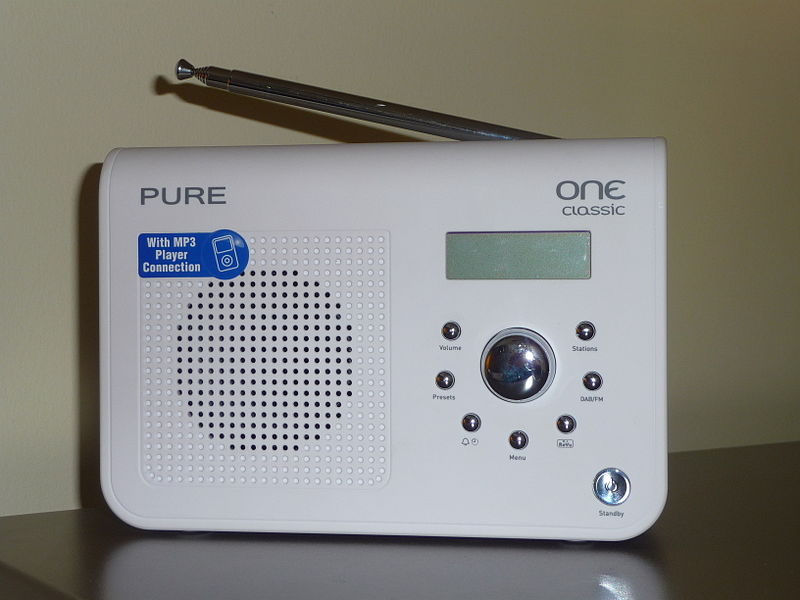 PURE
ONE
classic
With MP3
Player
Connection
Volume
Stations
Presets
DAB/FM
Menu
Standby